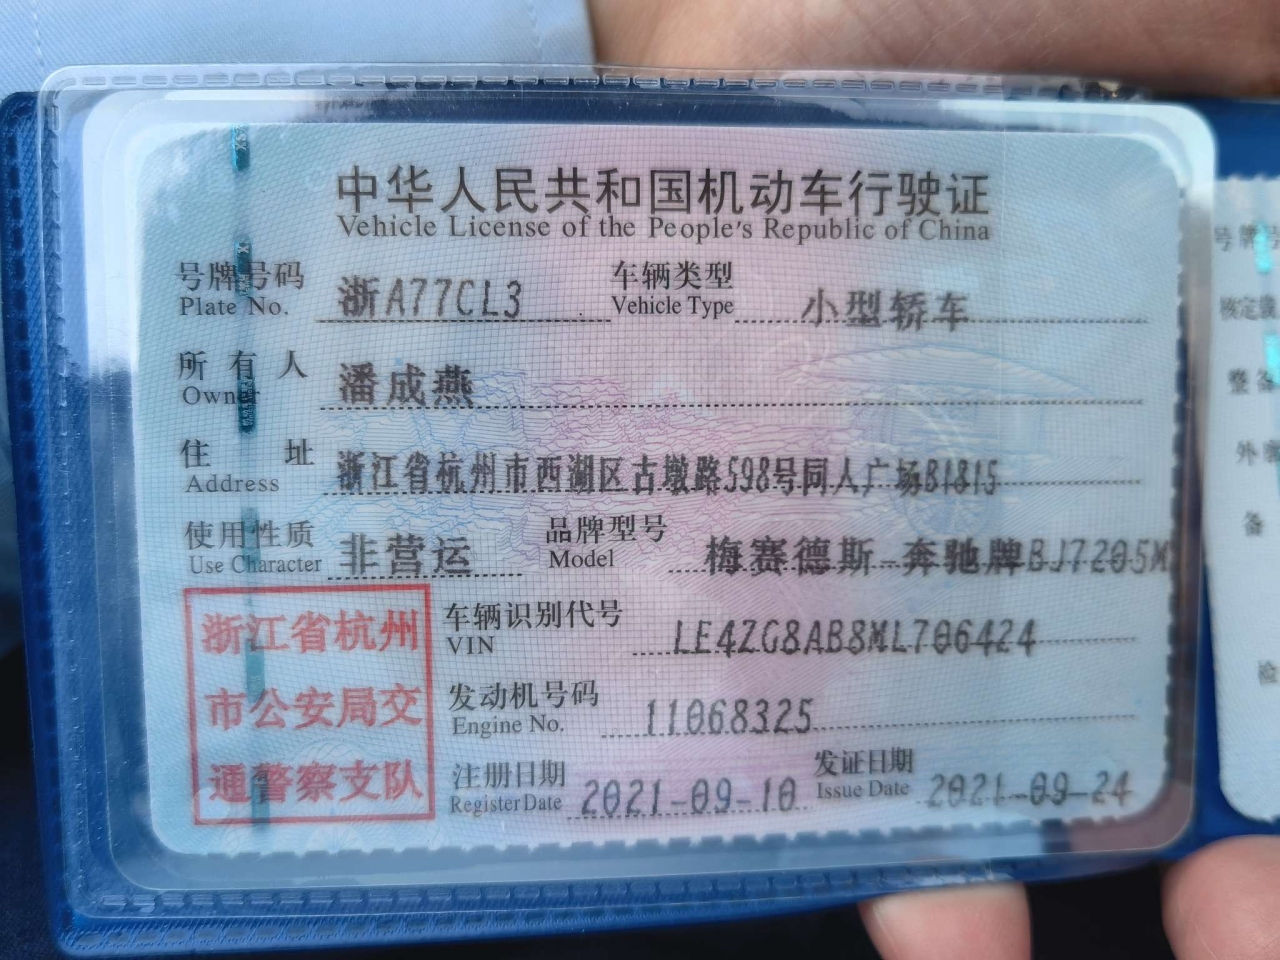 中华人民共和国机动车行驶证
Vehicle License of the People's Republic of China
号牌号码 浙A77CL3 车辆类型 小型轿车
Plate No. Vehicle Type
所有人 潘成燕
Owner
住址 浙江省杭州市西湖区古墩路598号同人广场B1815
Address
使用性质 非营运 品牌型号 梅赛德斯-奔驰牌BJ7205M
Use Character Model
浙江省杭州
市公安局交
通警察支队
车辆识别代号 LE4ZG8AB8ML706424
VIN
发动机号码 11068325
Engine No.
注册日期 2021-09-10 发证日期 2021-09-24
Register Date Issue Date
号牌号
核定载
整备
外
备
检